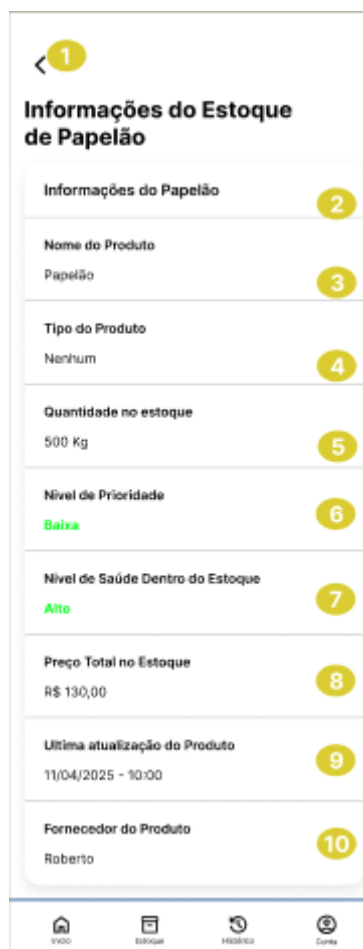 1
Informações do Estoque
de Papelão
Informações do Papelão
2
Nome do Produto
Papelão
3
Tipo do Produto
Nenhum
4
Quantidade no estoque
500 Kg
5
Nivel de Prioridade
Baixa
6
Nivel de Saúde Dentro do Estoque
Alto
7
Preço Total no Estoque
R$ 130,00
8
Ultima atualização do Produto
11/04/2025 - 10:00
9
Fornecedor do Produto
Roberto
10
Início Estoque Histórico Conta